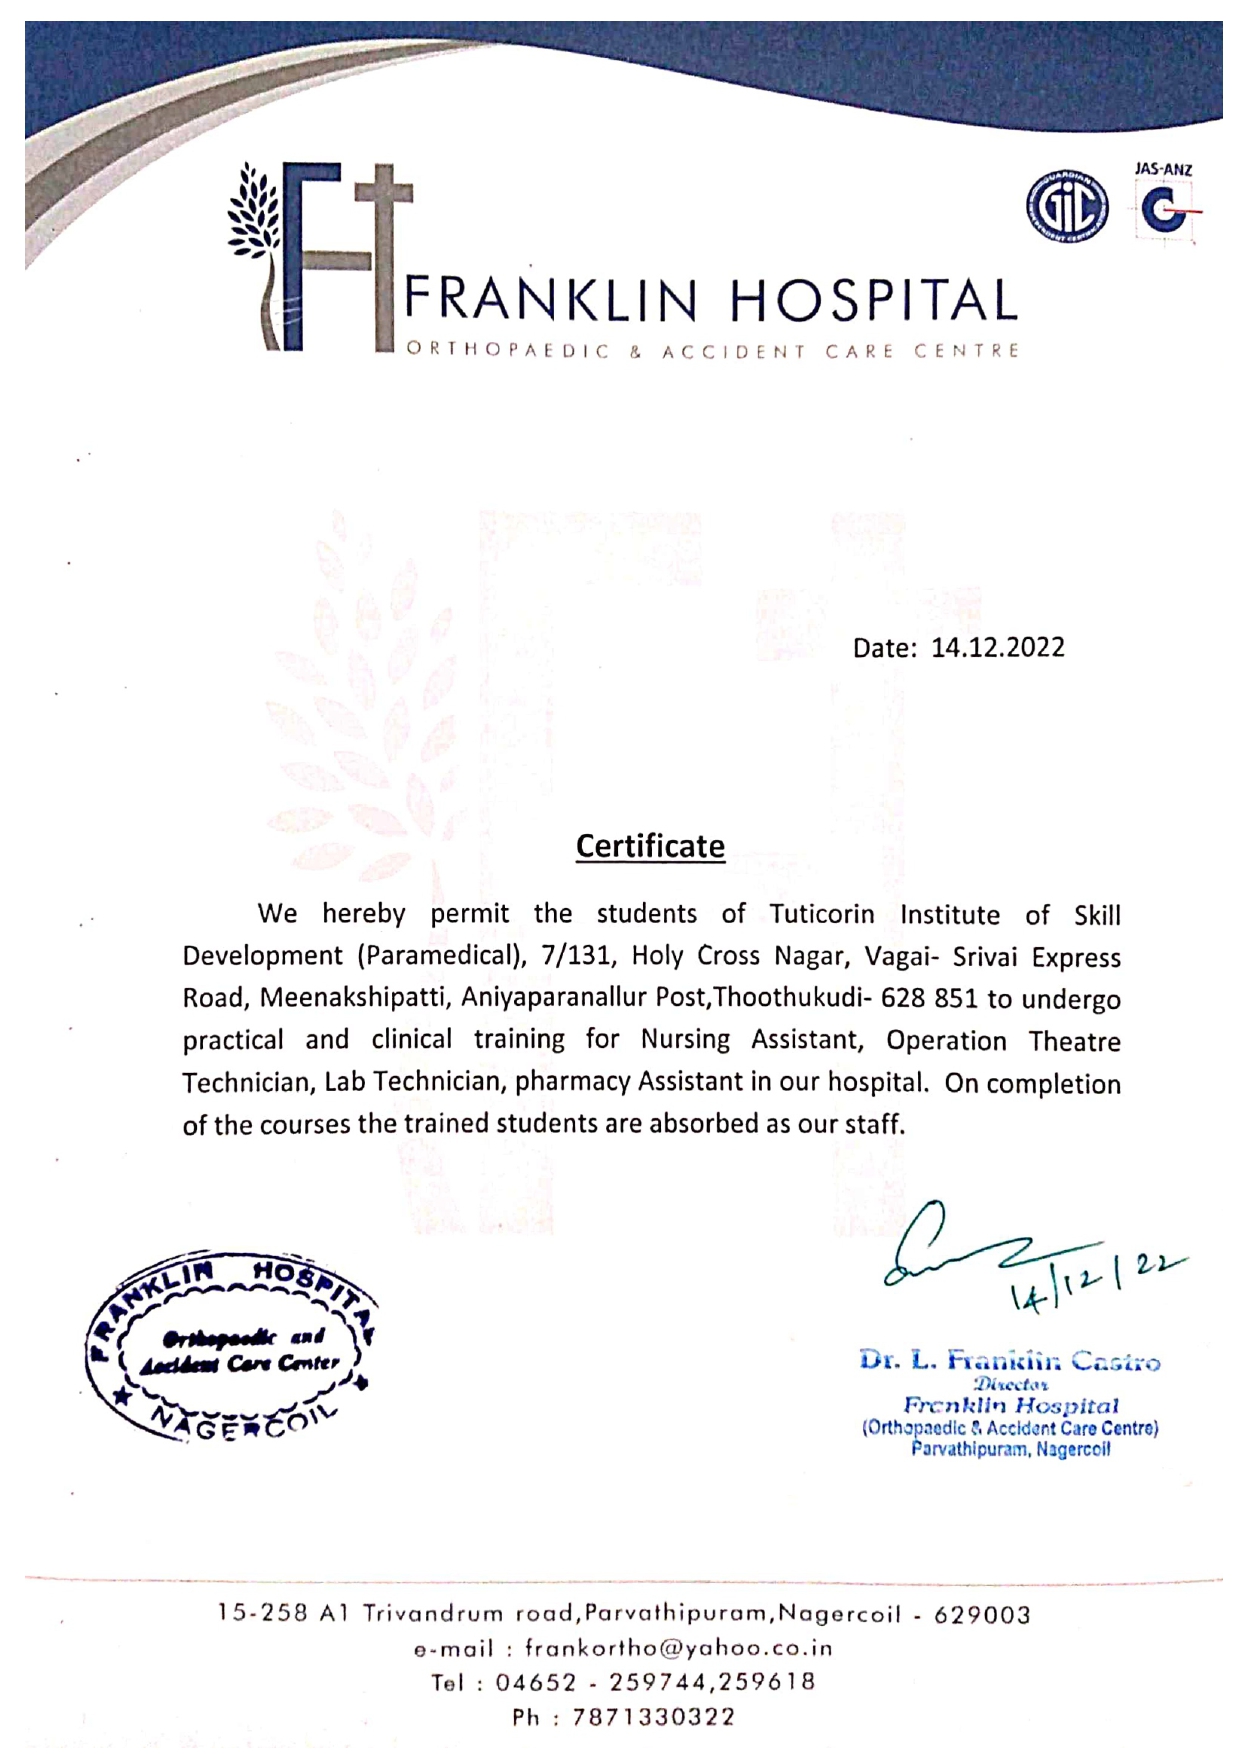 JAS-ANZ
GUARDIAN
GIC
INDEPENDENT CERTIFICATION
FRANKLIN HOSPITAL
ORTHOPAEDIC & ACCIDENT CARE CENTRE
Date: 14.12.2022
Certificate
We hereby permit the students of Tuticorin Institute of Skill
Development (Paramedical), 7/131, Holy Cross Nagar, Vagai- Srivai Express
Road, Meenakshipatti, Aniyaparanallur Post,Thoothukudi- 628 851 to undergo
practical and clinical training for Nursing Assistant, Operation Theatre
Technician, Lab Technician, pharmacy Assistant in our hospital. On completion
of the courses the trained students are absorbed as our staff.
14/12/22
FRANKLIN HOSPITAL
Orthopaedic and
Accident Care Center
NAGERCOIL
Dr. L. Franklin Castro
Director
Franklin Hospital
(Orthopaedic & Accident Care Centre)
Parvathipuram, Nagercoil
15-258 A1 Trivandrum road,Parvathipuram,Nagercoil - 629003
e-mail : frankortho@yahoo.co.in
Tel : 04652 - 259744,259618
Ph : 7871330322